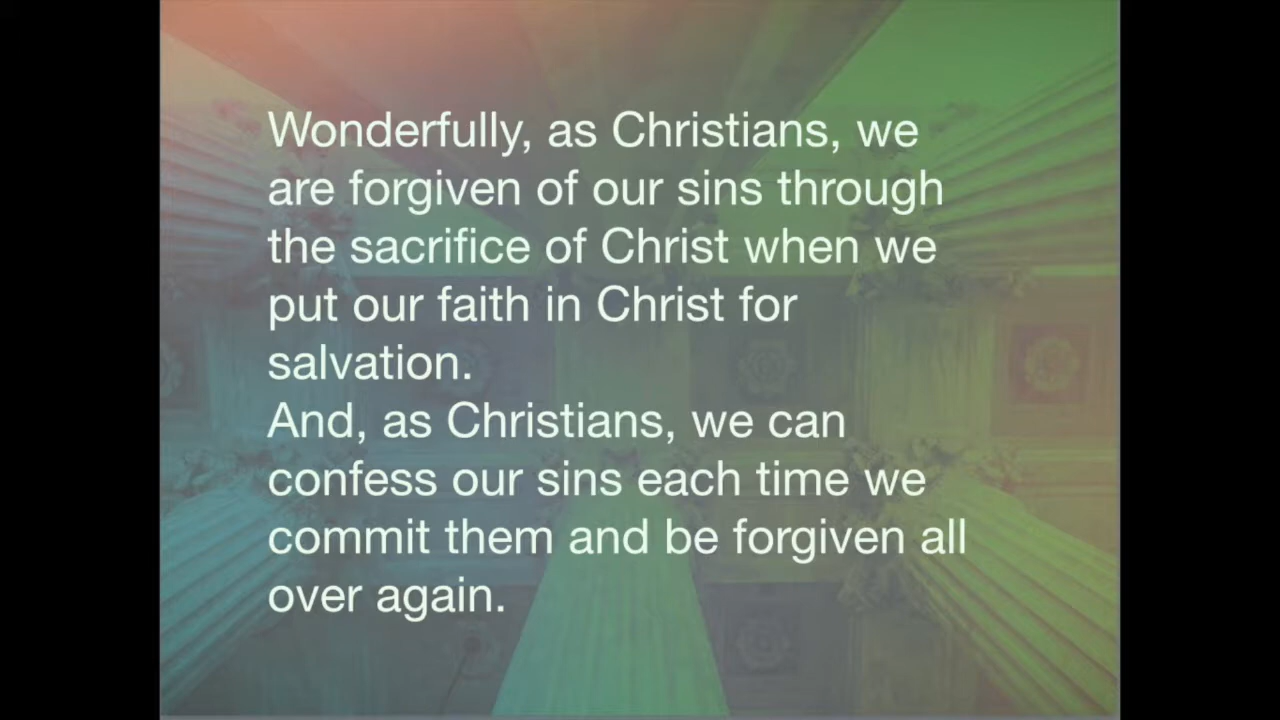 Wonderfully, as Christians, we
are forgiven of our sins through
the sacrifice of Christ when we
put our faith in Christ for
salvation.
And, as Christians, we can
confess our sins each time we
commit them and be forgiven all
over again.